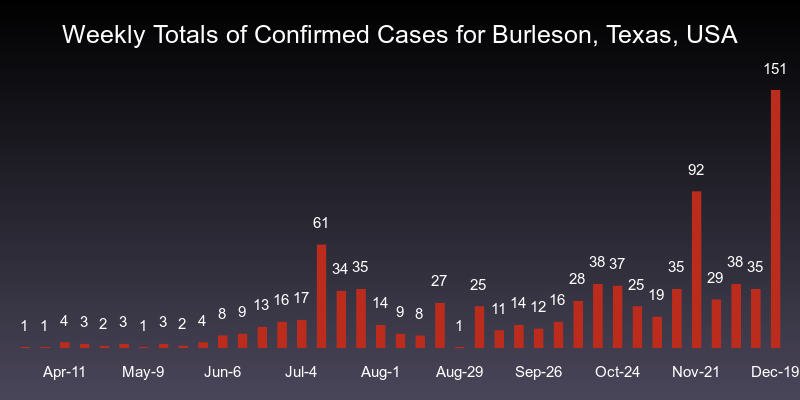 Weekly Totals of Confirmed Cases for Burleson, Texas, USA
1 1 4 3 2 3 1 3 2 4 8 9 13 16 17 61 34 35 14 9 8 27 1 25 11 14 12 16 28 38 37 25 19 35 92 29 38 35 151
Apr-11 May-9 Jun-6 Jul-4 Aug-1 Aug-29 Sep-26 Oct-24 Nov-21 Dec-19